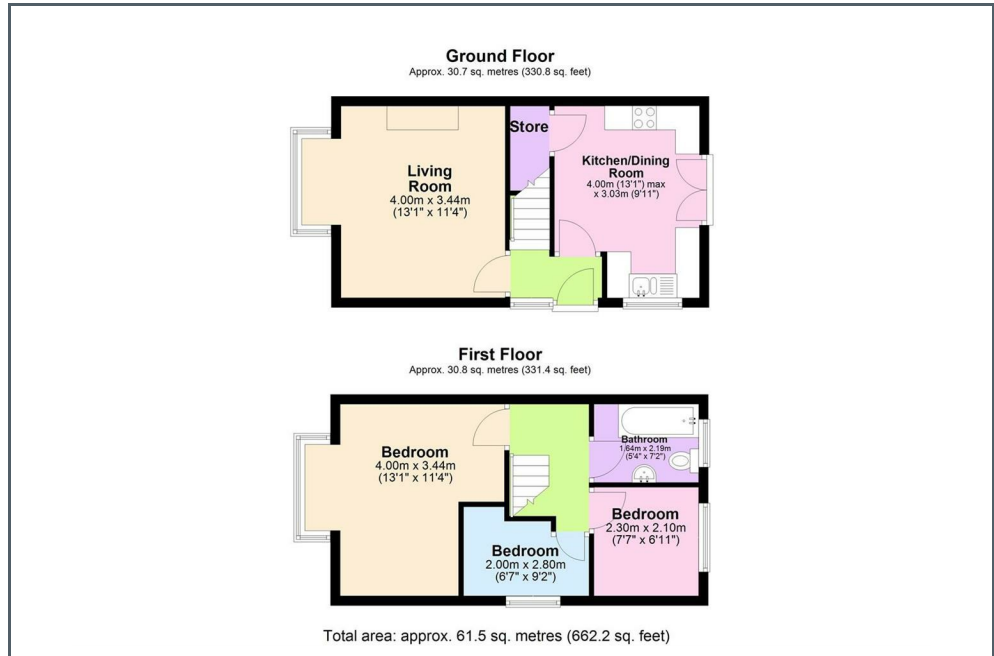 Ground Floor
Approx. 30.7 sq. metres (330.8 sq. feet)
Store
Living
Room
4.00m x 3.44m
(13'1" x 11'4")
Kitchen/Dining
Room
4.00m (13'1") max
x 3.03m (9'11")
First Floor
Approx. 30.8 sq. metres (331.4 sq. feet)
Bedroom
4.00m x 3.44m
(13'1" x 11'4")
Bathroom
1.64m x 2.19m
(5'4" x 7'2")
Bedroom
2.30m x 2.10m
(7'7" x 6'11")
Bedroom
2.00m x 2.80m
(6'7" x 9'2")
Total area: approx. 61.5 sq. metres (662.2 sq. feet)